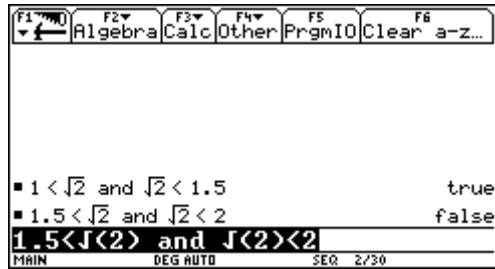 F1 F2 Algebra F3 Calc F4 Other F5 PrgmIO F6 Clear a-z…
1 < √2 and √2 < 1.5 true
1.5 < √2 and √2 < 2 false
1.5<√(2) and √(2)<2
MAIN DEG AUTO SEQ 2/30